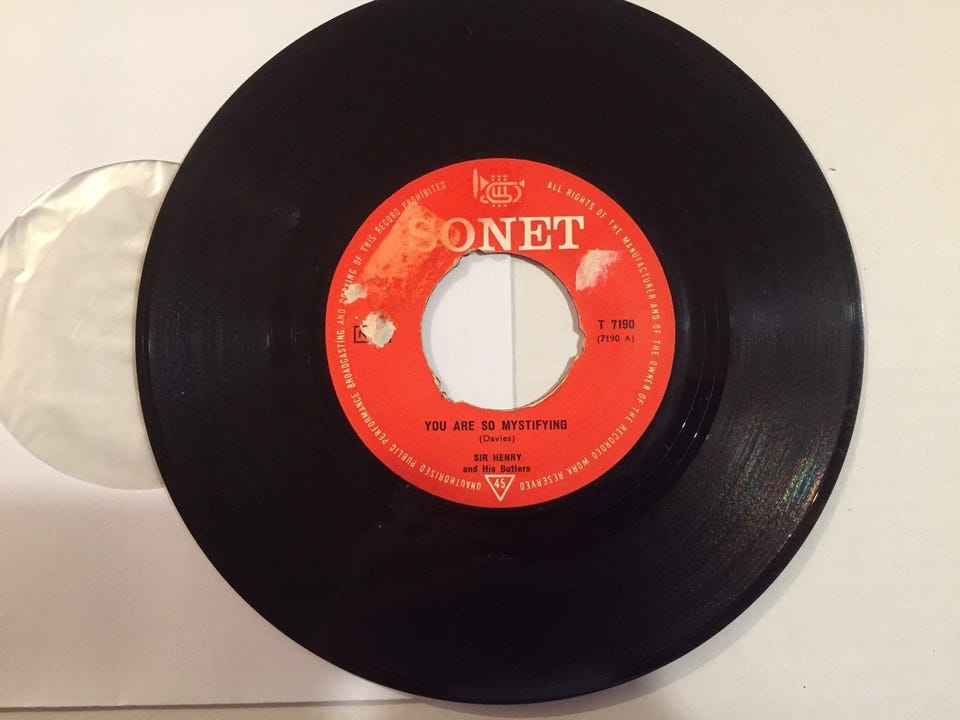 SONET
T 7190
(7190 A)
YOU ARE SO MYSTIFYING
(Davies)
SIR HENRY
and His Butlers
45
ALL RIGHTS OF THE MANUFACTURER AND OF THE OWNER OF THE RECORDED WORK RESERVED
UNAUTHORISED PUBLIC PERFORMANCE BROADCASTING AND COPYING OF THIS RECORD PROHIBITED